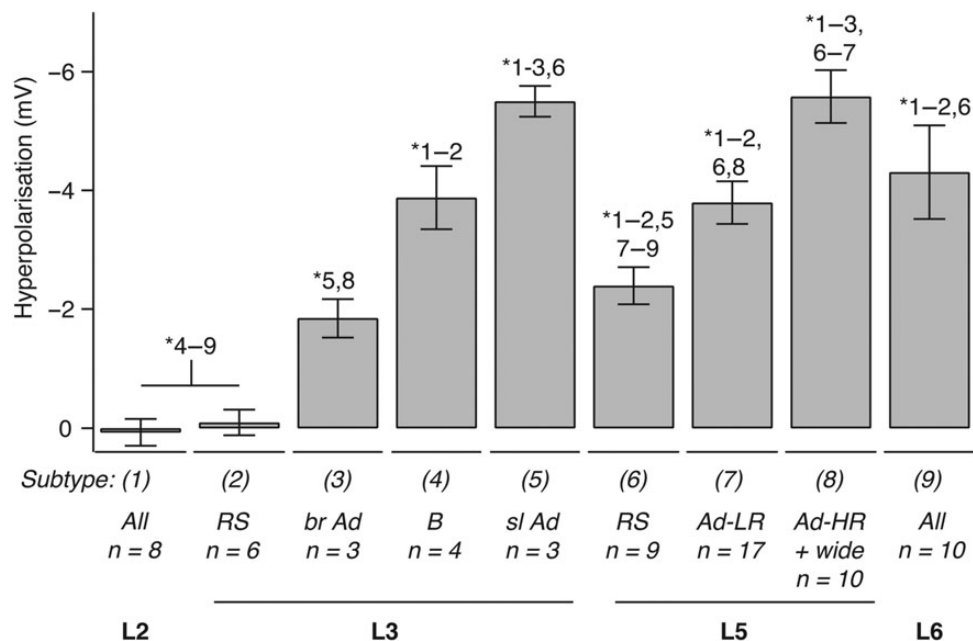 Hyperpolarisation (mV)
−6
−4
−2
0
*4–9
*5,8
*1–2
*1-3,6
*1–2,5
7–9
*1–2,
6,8
*1–3,
6–7
*1–2,6
Subtype: (1) (2) (3) (4) (5) (6) (7) (8) (9)
All RS br Ad B sl Ad RS Ad-LR Ad-HR All
n = 8 n = 6 n = 3 n = 4 n = 3 n = 9 n = 17 + wide n = 10
n = 10
L2 L3 L5 L6